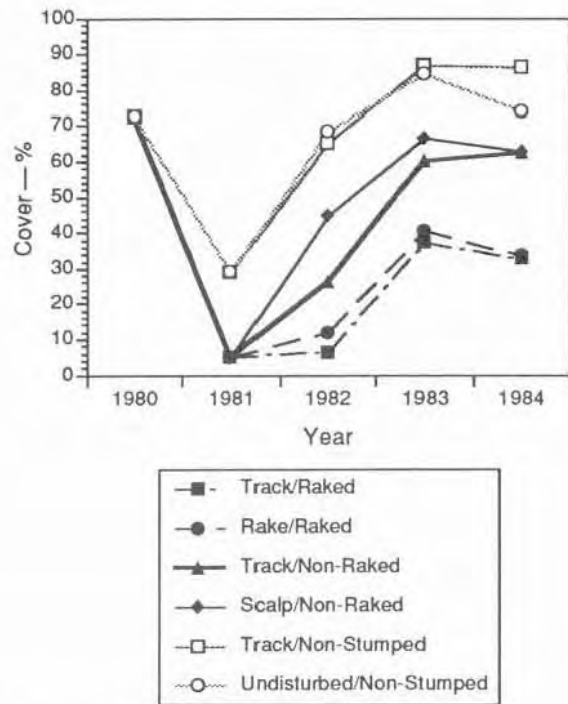 100
90
80
70
60
50
40
30
20
10
0
Cover — %
1980 1981 1982 1983 1984
Year
Track/Raked
Rake/Raked
Track/Non-Raked
Scalp/Non-Raked
Track/Non-Stumped
Undisturbed/Non-Stumped